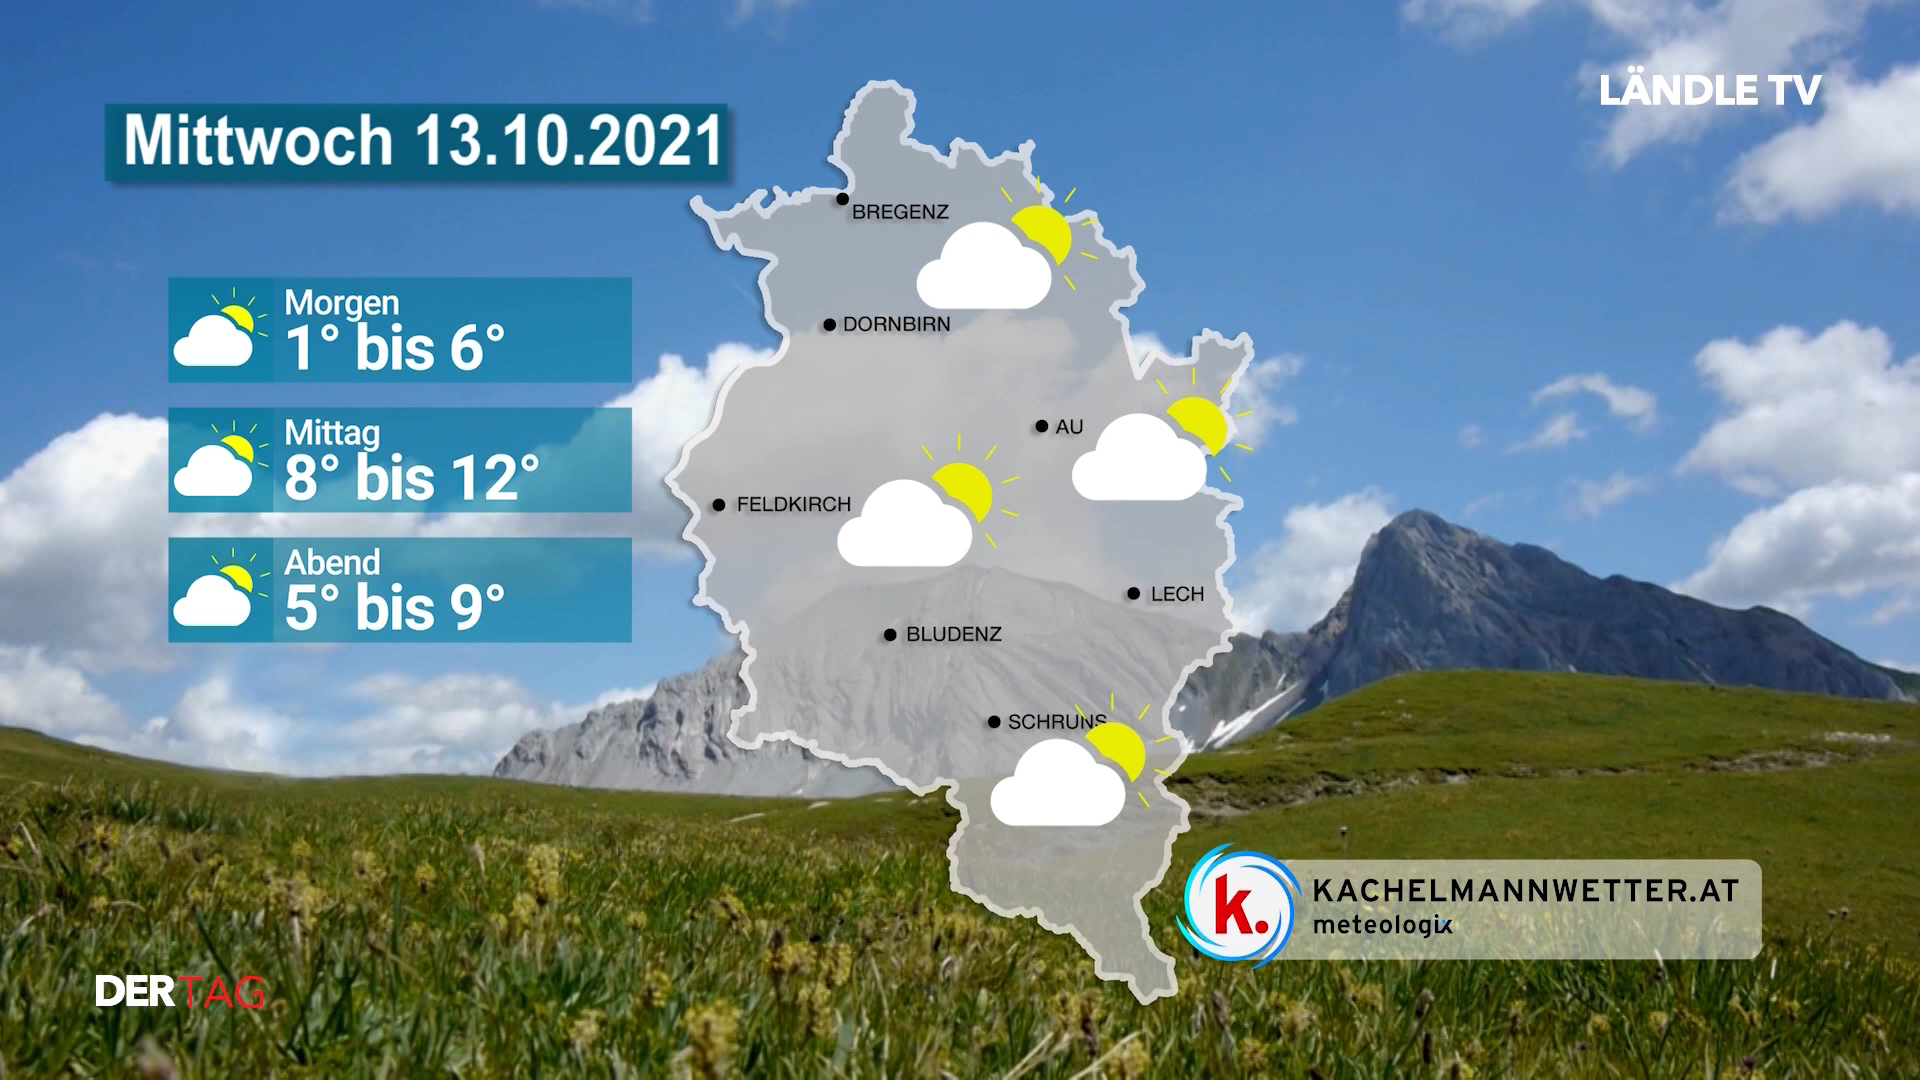 LÄNDLE TV
Mittwoch 13.10.2021
Morgen
1° bis 6°
Mittag
8° bis 12°
Abend
5° bis 9°
BREGENZ
DORNBIRN
AU
FELDKIRCH
LECH
BLUDENZ
SCHRUNS
k.
KACHELMANNWETTER.AT
meteologix
DERTAG